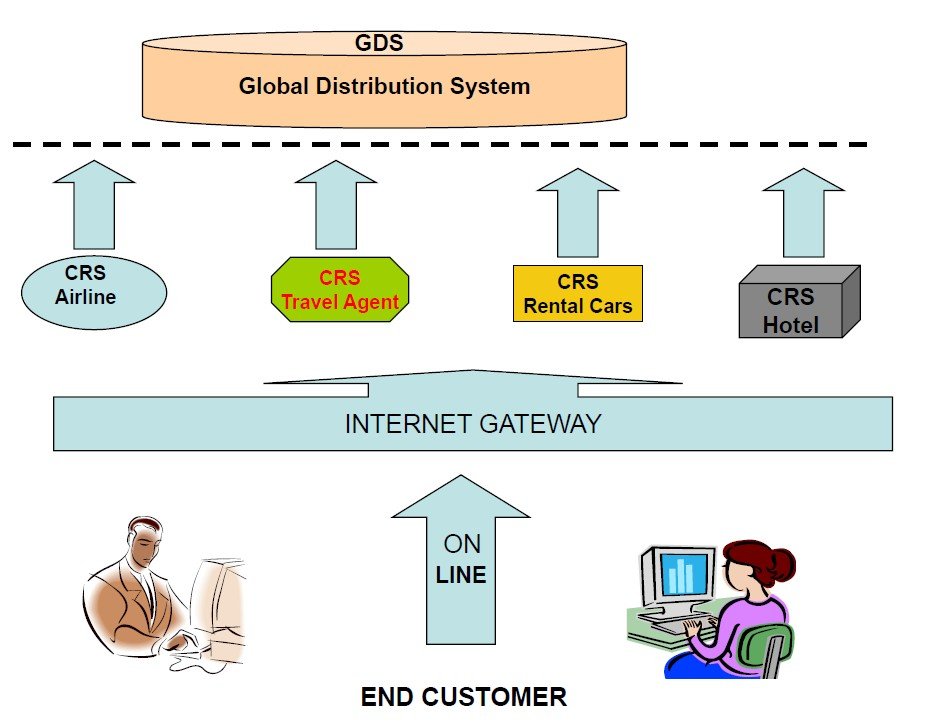 GDS
Global Distribution System
CRS
Airline
CRS
Travel Agent
CRS
Rental Cars
CRS
Hotel
INTERNET GATEWAY
ON
LINE
END CUSTOMER